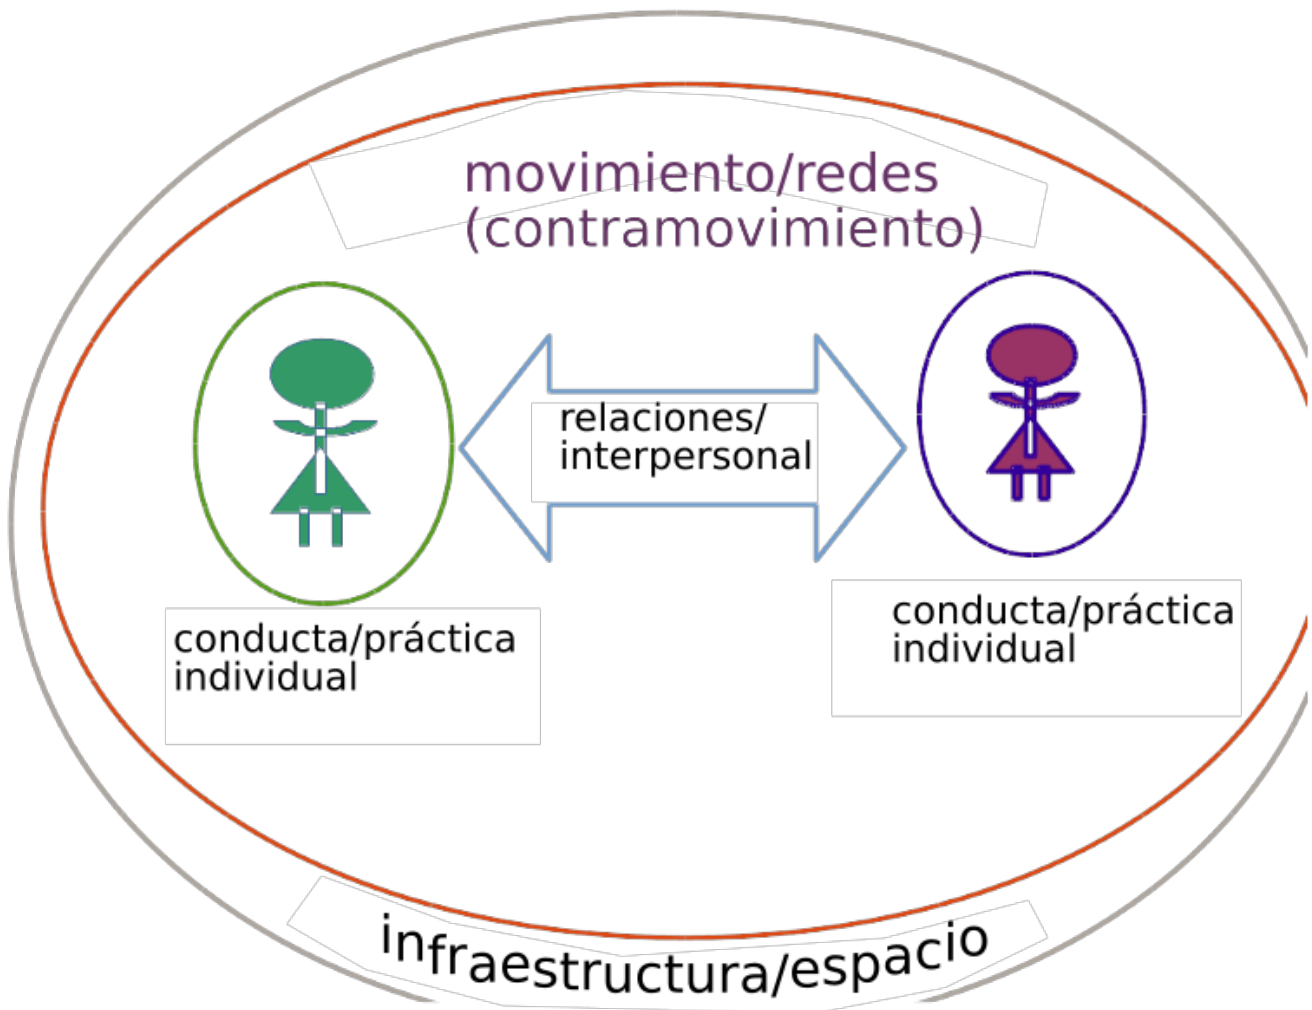 movimiento/redes
(contramovimiento)
relaciones/
interpersonal
conducta/práctica
individual
conducta/práctica
individual
infraestructura/espacio